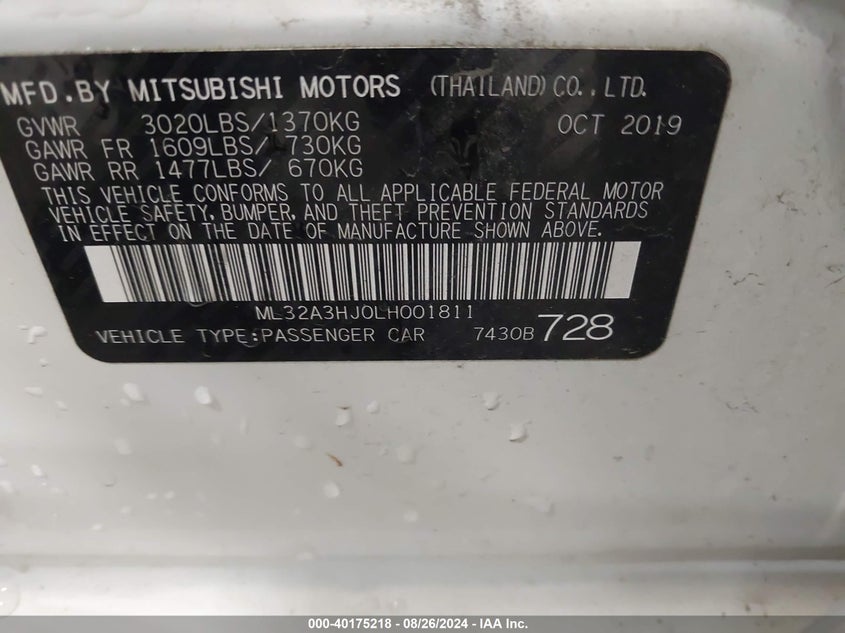 MFD.BY MITSUBISHI MOTORS (THAILAND) CO.,LTD.
GVWR 3020LBS/1370KG OCT 2019
GAWR FR 1609LBS/ 730KG
GAWR RR 1477LBS/ 670KG
THIS VEHICLE CONFORMS TO ALL APPLICABLE FEDERAL MOTOR
VEHICLE SAFETY, BUMPER, AND THEFT PREVENTION STANDARDS
IN EFFECT ON THE DATE OF MANUFACTURE SHOWN ABOVE.
ML32A3HJ0LH001811
VEHICLE TYPE:PASSENGER CAR 7430B 728
000-40175218 - 08/26/2024 - IAA Inc.